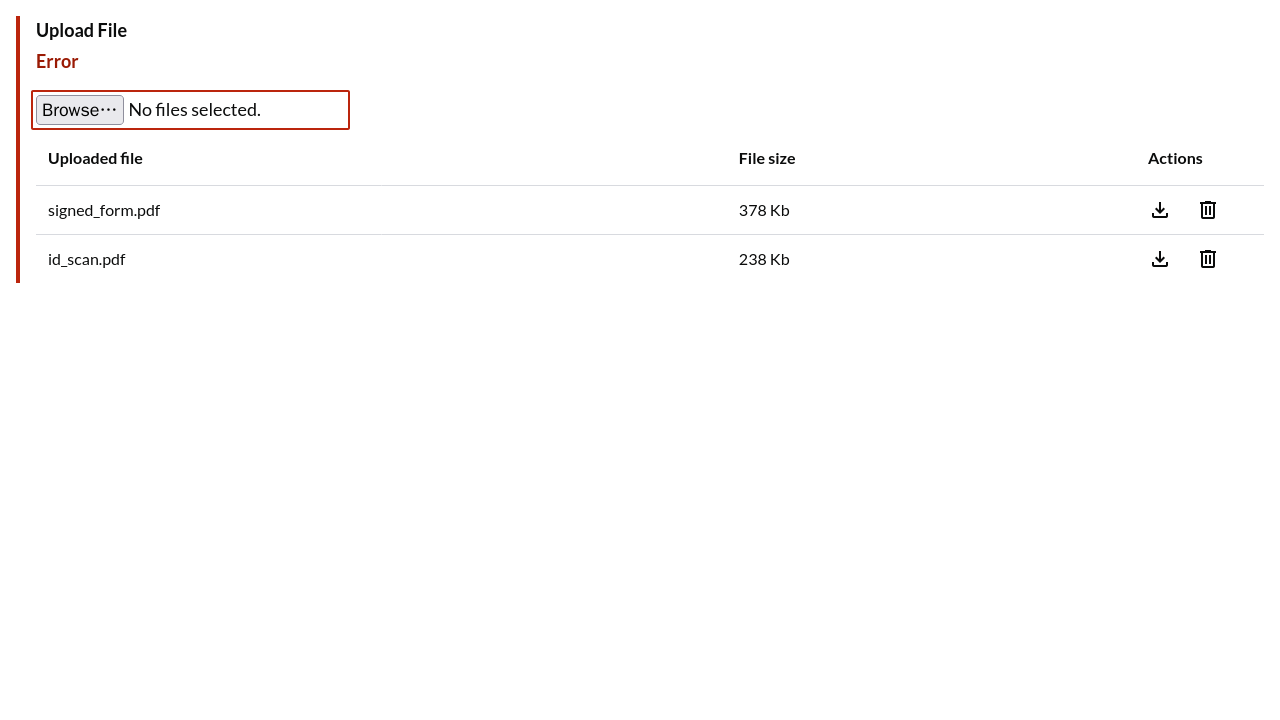 Upload File
Error
Browse… No files selected.
Uploaded file File size Actions
signed_form.pdf 378 Kb
id_scan.pdf 238 Kb